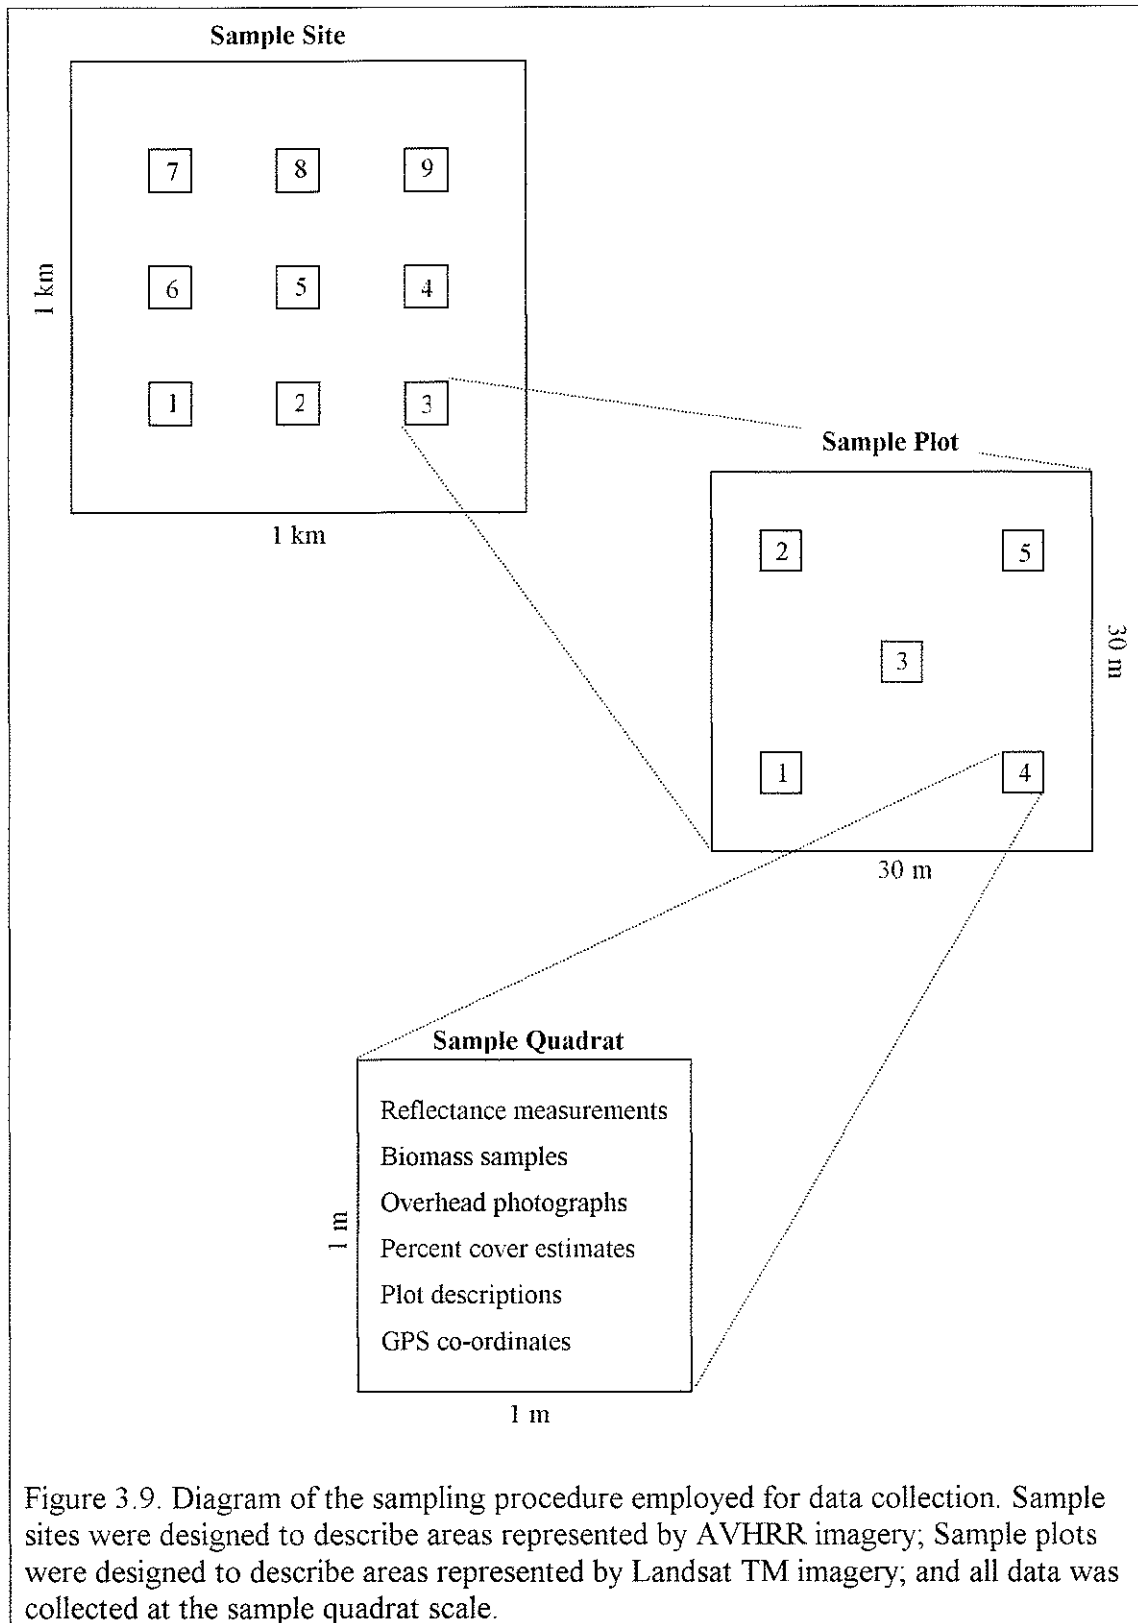 Sample Site
7 8 9
6 5 4
1 2 3
1 km
1 km
Sample Plot
2 5
3
1 4
30 m
30 m
Sample Quadrat
Reflectance measurements
Biomass samples
Overhead photographs
Percent cover estimates
Plot descriptions
GPS co-ordinates
1 m
1 m
Figure 3.9. Diagram of the sampling procedure employed for data collection. Sample
sites were designed to describe areas represented by AVHRR imagery; Sample plots
were designed to describe areas represented by Landsat TM imagery; and all data was
collected at the sample quadrat scale.